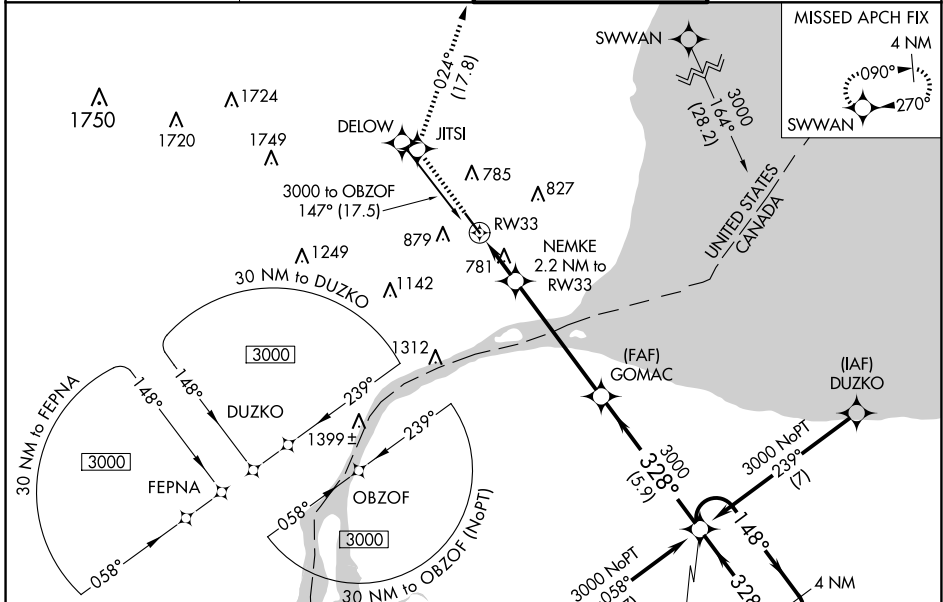 MISSED APCH FIX
4 NM
090°
270°
SWWAN
SWWAN
3000
164°
(28.2)
024°
(17.8)
1750
1720
1724
1749
DELOW
JITSI
785
827
3000 to OBZOF
147° (17.5)
RW33
879
781
NEMKE
2.2 NM to
RW33
UNITED STATES
CANADA
1249
1142
1312
1399 ±
30 NM to DUZKO
3000
148°
239°
DUZKO
30 NM to FEPNA
3000
148°
FEPNA
058°
239°
058°
OBZOF
3000
30 NM to OBZOF (NoPT)
(FAF)
GOMAC
(IAF)
DUZKO
3000
328°
(5.9)
3000 NoPT
239°
(7)
148°
4 NM
3000 NoPT
058°
328°